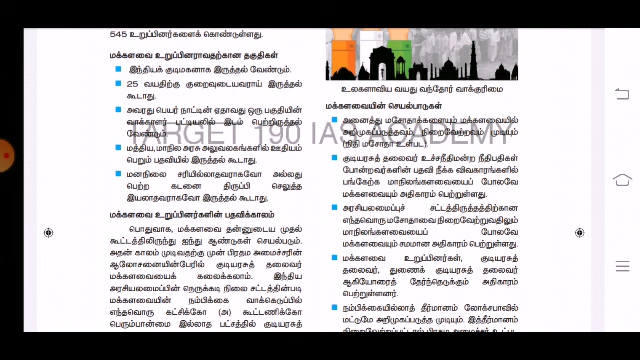 545 உறுப்பினர்களைக் கொண்டுள்ளது.
மக்களவை உறுப்பினராவதற்கான தகுதிகள்
இந்தியக் குடிமகனாக இருத்தல் வேண்டும்.
25 வயதிற்கு குறைவுடையவராய் இருத்தல்
கூடாது.
அவரது பெயர் நாட்டின் ஏதாவது ஒரு பகுதியின்
வாக்காளர் பட்டியலில் இடம் பெற்றிருத்தல்
வேண்டும்
மத்திய, மாநில அரசு அலுவலகங்களில் ஊதியம்
பெறும் பதவியில் இருத்தல் கூடாது.
மனநிலை சரியில்லாதவராகவோ அல்லது
பெற்ற கடனை திருப்பி செலுத்த
இயலாதவராகவோ இருத்தல் கூடாது.
மக்களவை உறுப்பினர்களின் பதவிக்காலம்
பொதுவாக, மக்களவை தன்னுடைய முதல்
கூட்டத்திலிருந்து ஐந்து ஆண்டுகள் செயல்படும்.
அதன் காலம் முடிவதற்கு முன் பிரதம அமைச்சரின்
ஆலோசனையின்பேரில் குடியரசுத் தலைவர்
மக்களவையைக் கலைக்கலாம். இந்திய
அரசியலமைப்பின் நெருக்கடி நிலை சட்டத்தின்படி
மக்களவையின் நம்பிக்கை வாக்கெடுப்பில்
எந்தவொரு கட்சிக்கோ (அ) கூட்டணிக்கோ
பெரும்பான்மை இல்லாத பட்சத்தில் குடியரசுத்
உலகளாவிய வயது வந்தோர் வாக்குரிமை
மக்களவையின் செயல்பாடுகள்
அனைத்து மசோதாக்களையும் மக்களவையில்
அறிமுகப்படுத்தவும், நிறைவேற்றவும் முடியும்
(நிதி மசோதா உள்பட).
குடியரசுத் தலைவர் உச்சநீதிமன்ற நீதிபதிகள்
போன்றவர்களின் பதவி நீக்க விவகாரங்களில்
பங்கேற்க மாநிலங்களவையைப் போலவே
மக்களவையும் அதிகாரம் பெற்றுள்ளது.
அரசியலமைப்புச் சட்டத்திருத்தத்திற்கான
எந்தவொரு மசோதாவை நிறைவேற்றுவதிலும்
மாநிலங்களவையைப் போலவே
மக்களவையும் சமமான அதிகாரம் பெற்றுள்ளது.
மக்களவை உறுப்பினர்கள், குடியரசுத்
தலைவர், துணைக் குடியரசுத் தலைவர்
ஆகியோரைத் தேர்ந்தெடுக்கும் அதிகாரம்
பெற்றுள்ளனர்.
நம்பிக்கையில்லாத் தீர்மானம் லோக்சபாவில்
மட்டுமே அறிமுகப்படுத்த முடியும். இத்தீர்மானம்
TARGET 190 IAS ACADEMY